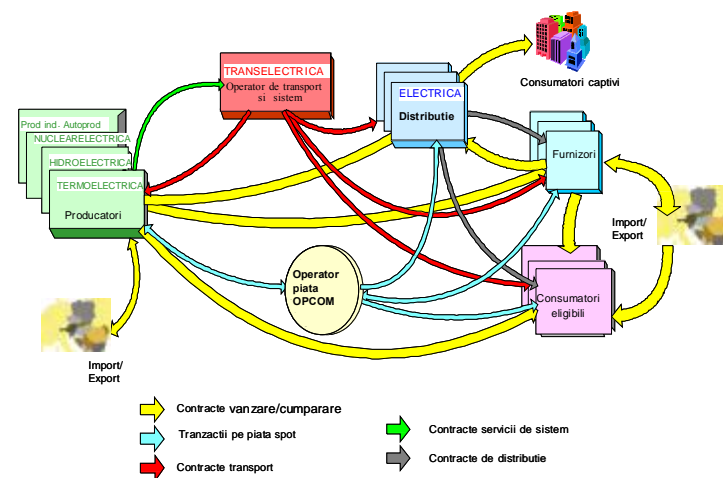 TRANSELECTRICA
Operator de transport
si sistem
ELECTRICA
Distributie
Consumatori captivi
Prod ind- Autoprod
NUCLEARELECTRICA
HIDROELECTRICA
TERMOELECTRICA
Producatori
Furnizori
Import/
Export
Operator
piata
OPCOM
Consumatori
eligibili
Import/
Export
Contracte vanzare/cumparare
Tranzactii pe piata spot
Contracte transport
Contracte servicii de sistem
Contracte de distributie